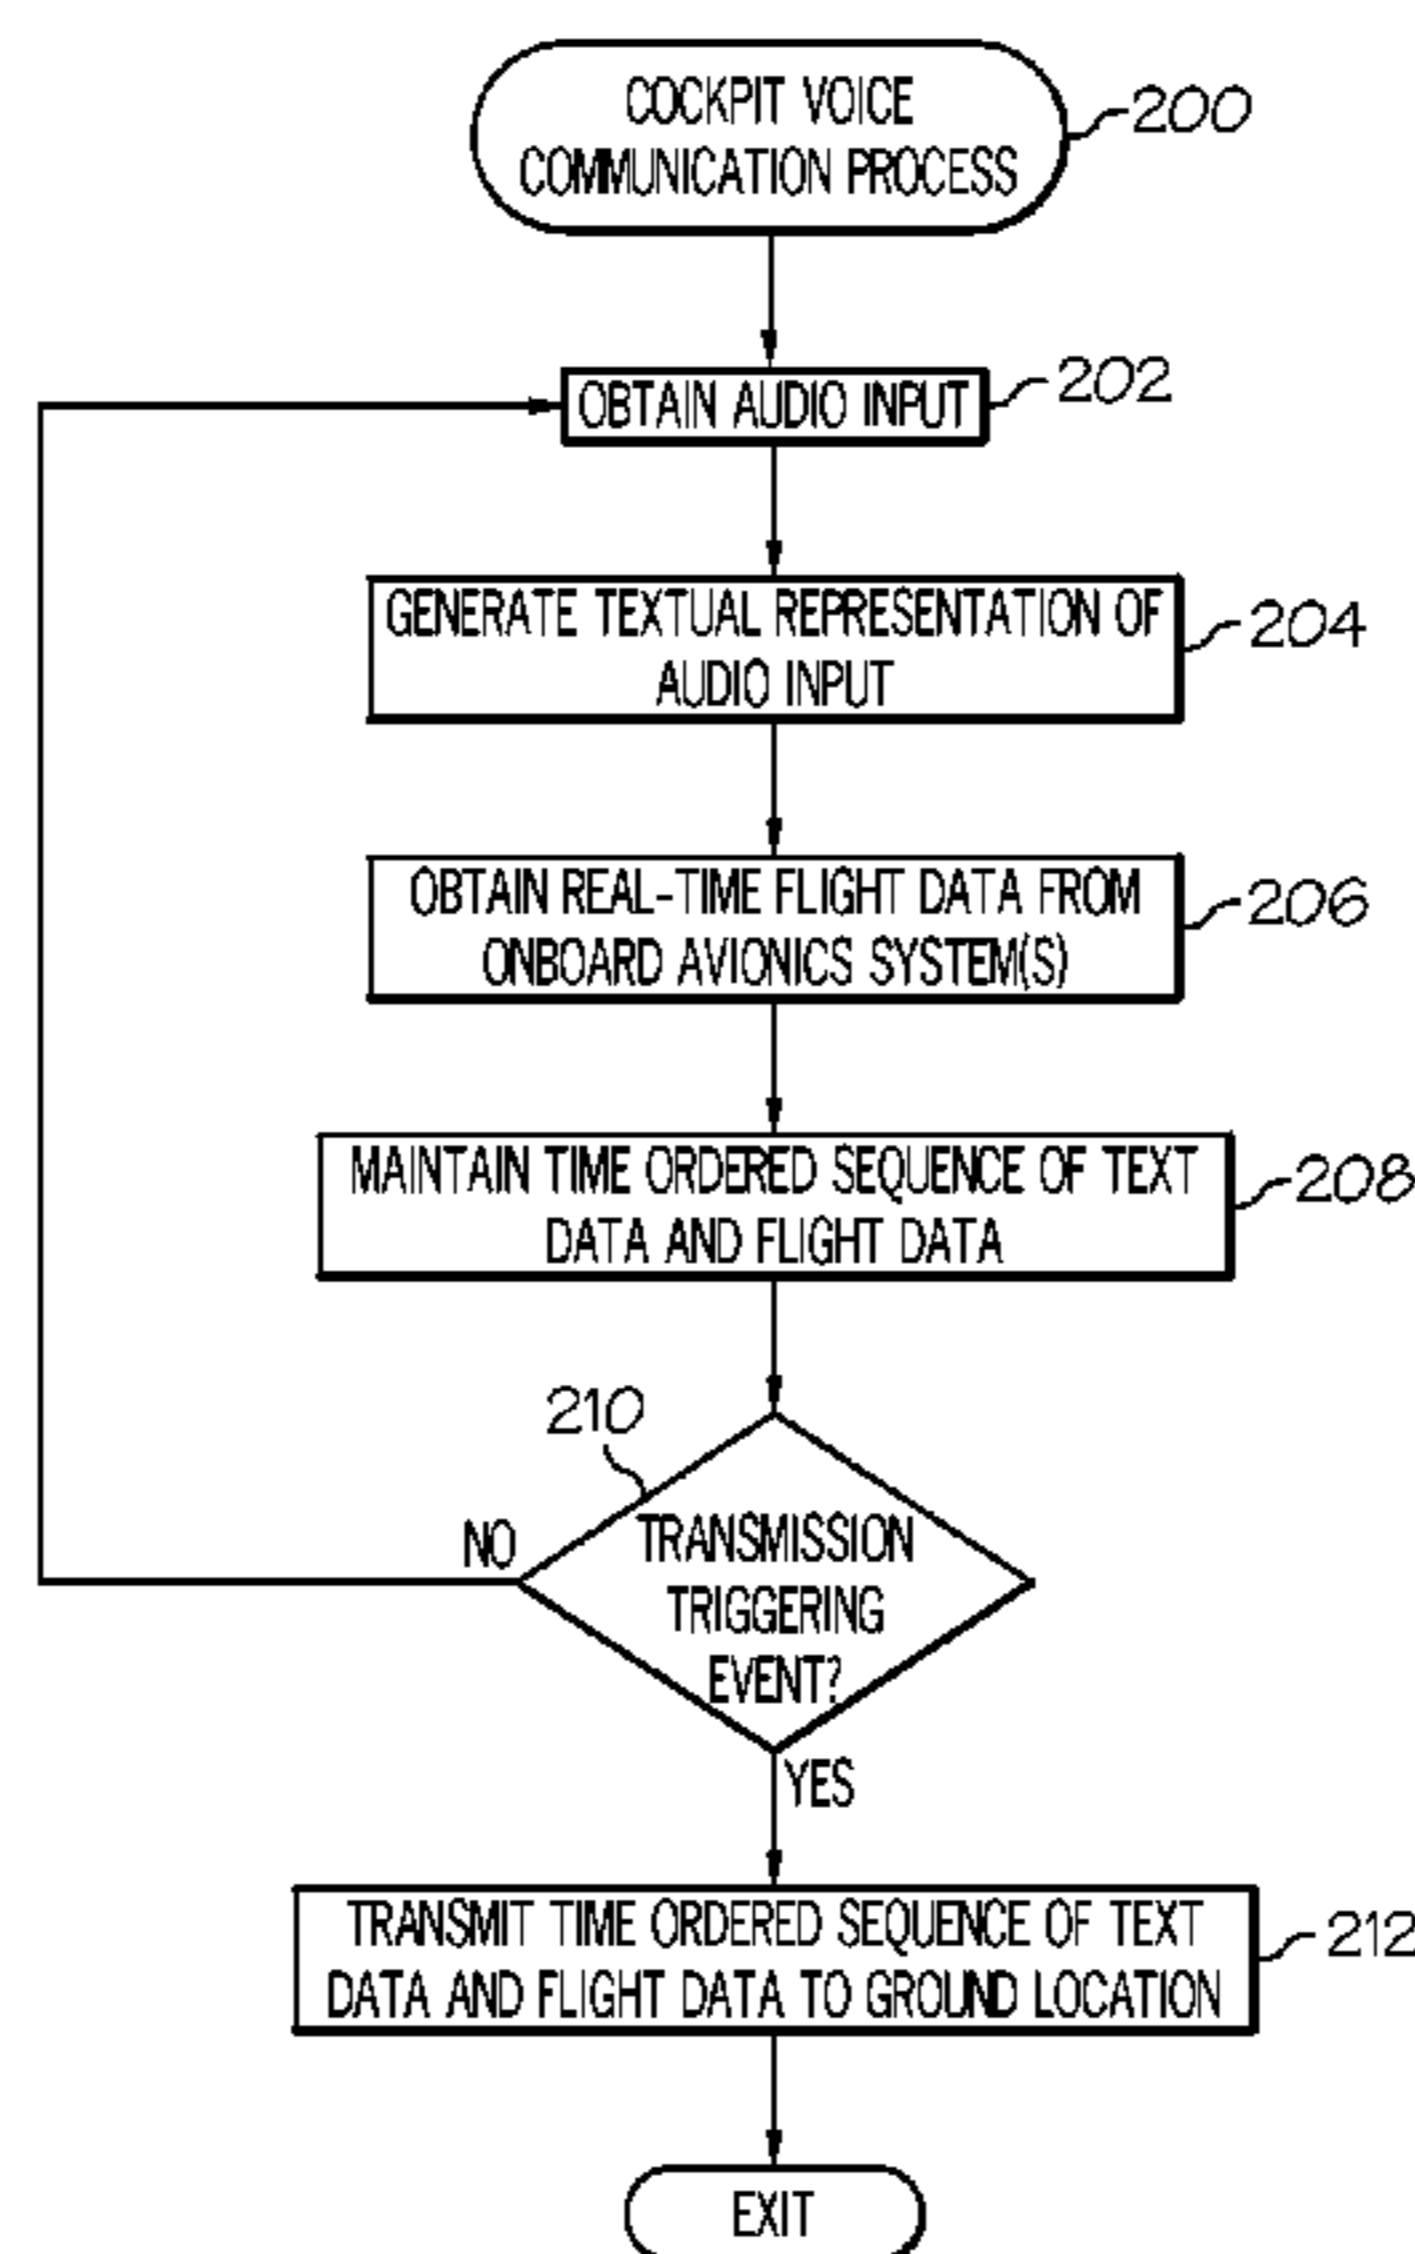 COCKPIT VOICE
COMMUNICATION PROCESS
200
OBTAIN AUDIO INPUT
202
GENERATE TEXTUAL REPRESENTATION OF
AUDIO INPUT
204
OBTAIN REAL-TIME FLIGHT DATA FROM
ONBOARD AVIONICS SYSTEM(S)
206
MAINTAIN TIME ORDERED SEQUENCE OF TEXT
DATA AND FLIGHT DATA
208
210
NO
TRANSMISSION
TRIGGERING
EVENT?
YES
TRANSMIT TIME ORDERED SEQUENCE OF TEXT
DATA AND FLIGHT DATA TO GROUND LOCATION
212
EXIT